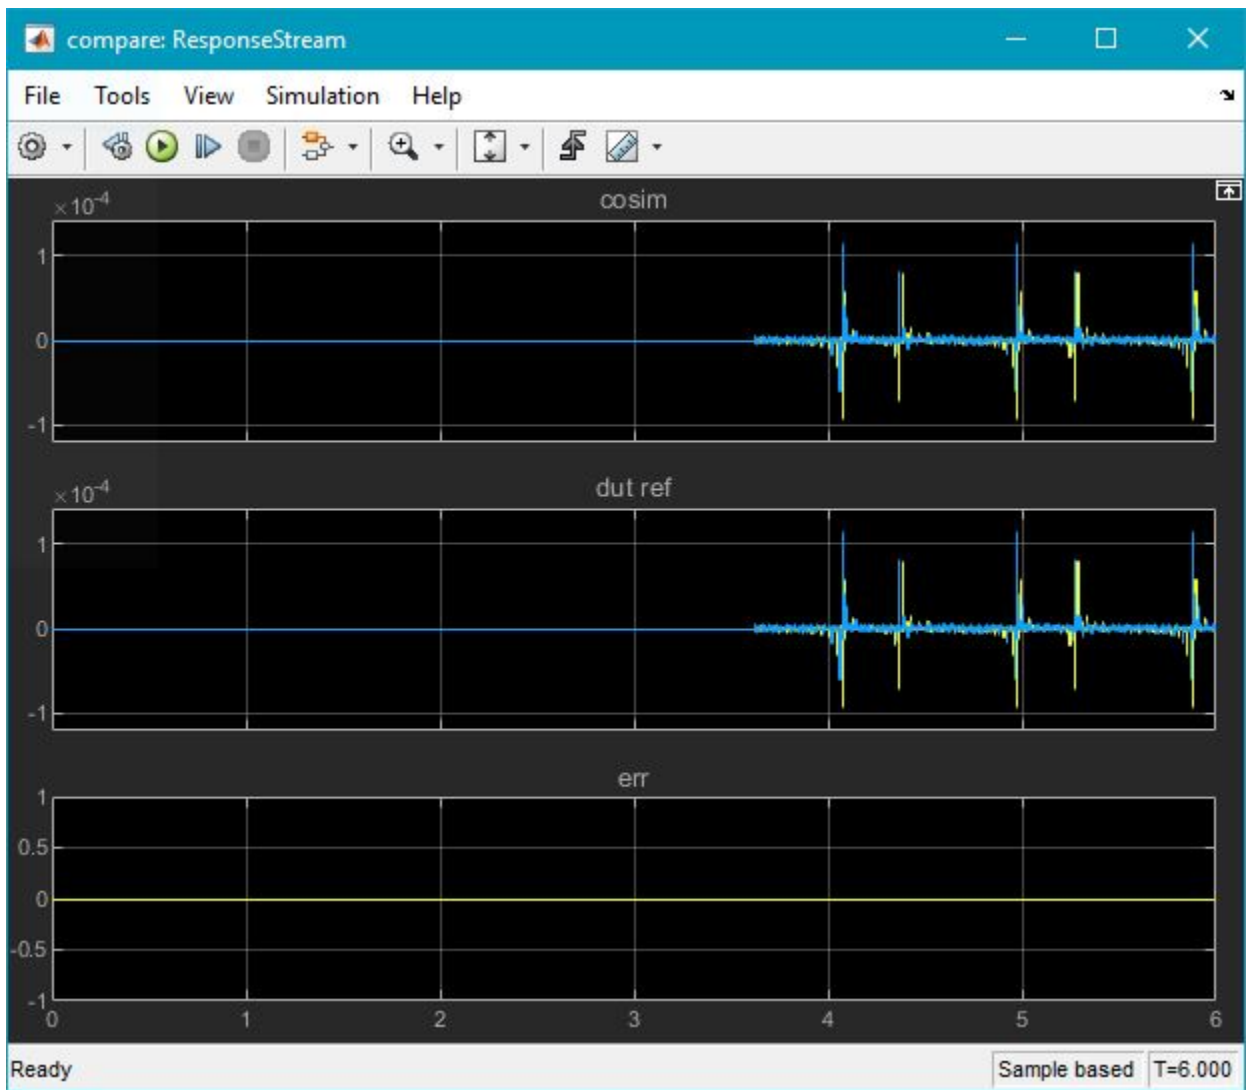 compare: ResponseStream
File Tools View Simulation Help
×10⁻⁴
cosim
1
0
-1
×10⁻⁴
dut ref
1
0
-1
err
1
0.5
0
-0.5
-1
0 1 2 3 4 5 6
Ready Sample based T=6.000